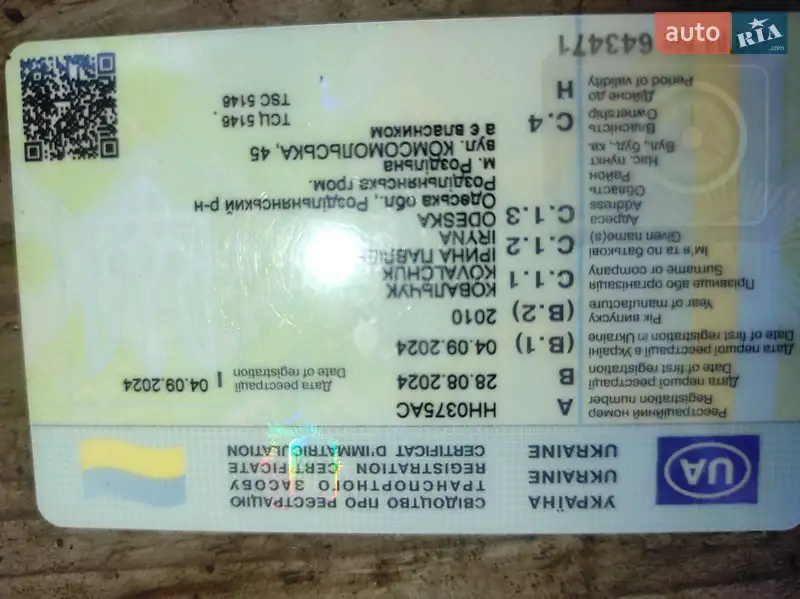 auto RIA.com
UA
УКРАЇНА СВІДОЦТВО ПРО РЕЄСТРАЦІЮ
UKRAINE ТРАНСПОРТНОГО ЗАСОБУ
UKRAINE REGISTRATION CERTIFICATE
CERTIFICAT D'IMMATRICULATION
Реєстраційний номер
Registration number
A HH0375AC
Дата першої реєстрації
Date of first registration
B 28.08.2024
I 04.09.2024
Дата реєстрації
Date of registration
Дата першої реєстрації в Україні
Date of first registration in Ukraine
(B.1) 04.09.2024
Рік випуску
Year of manufacture
(B.2) 2010
Прізвище або організація
Surname or company
C.1.1 КОВАЛЬЧУК
KOVALCHUK
Ім'я та по батькові
Given name(s)
C.1.2 ІРИНА
IRYNA
Адреса
Address
C.1.3 ODESKA
Область
Район
Нас. пункт
Вул., буд., кв.
Одеська обл., Роздільнянський р-н
Роздільнянська гром.
м. Роздільна
вул. КОМСОМОЛЬСЬКА, 45
Власність
Ownership
C.4 а є власником
Дійсне до
Period of validity
H
ТСЦ 5146
TSC 5146
643471